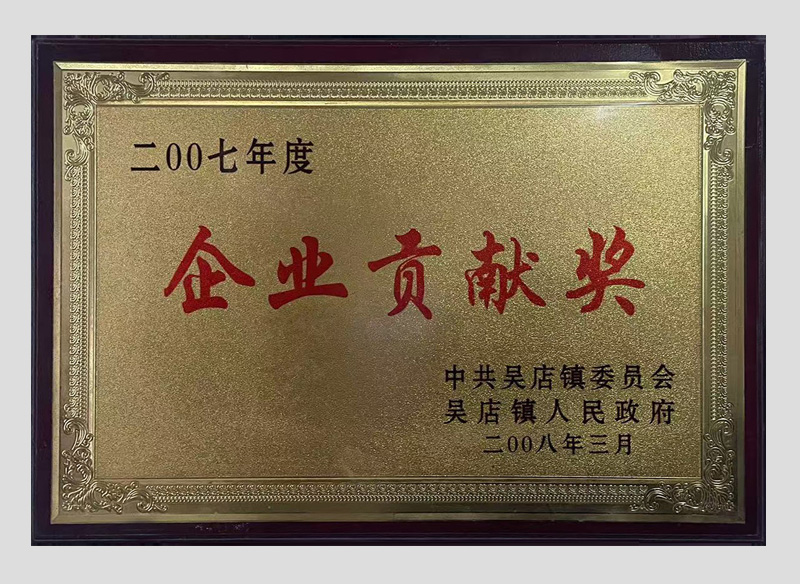 二00七年度
企业贡献奖
中共吴店镇委员会
吴店镇人民政府
二00八年三月